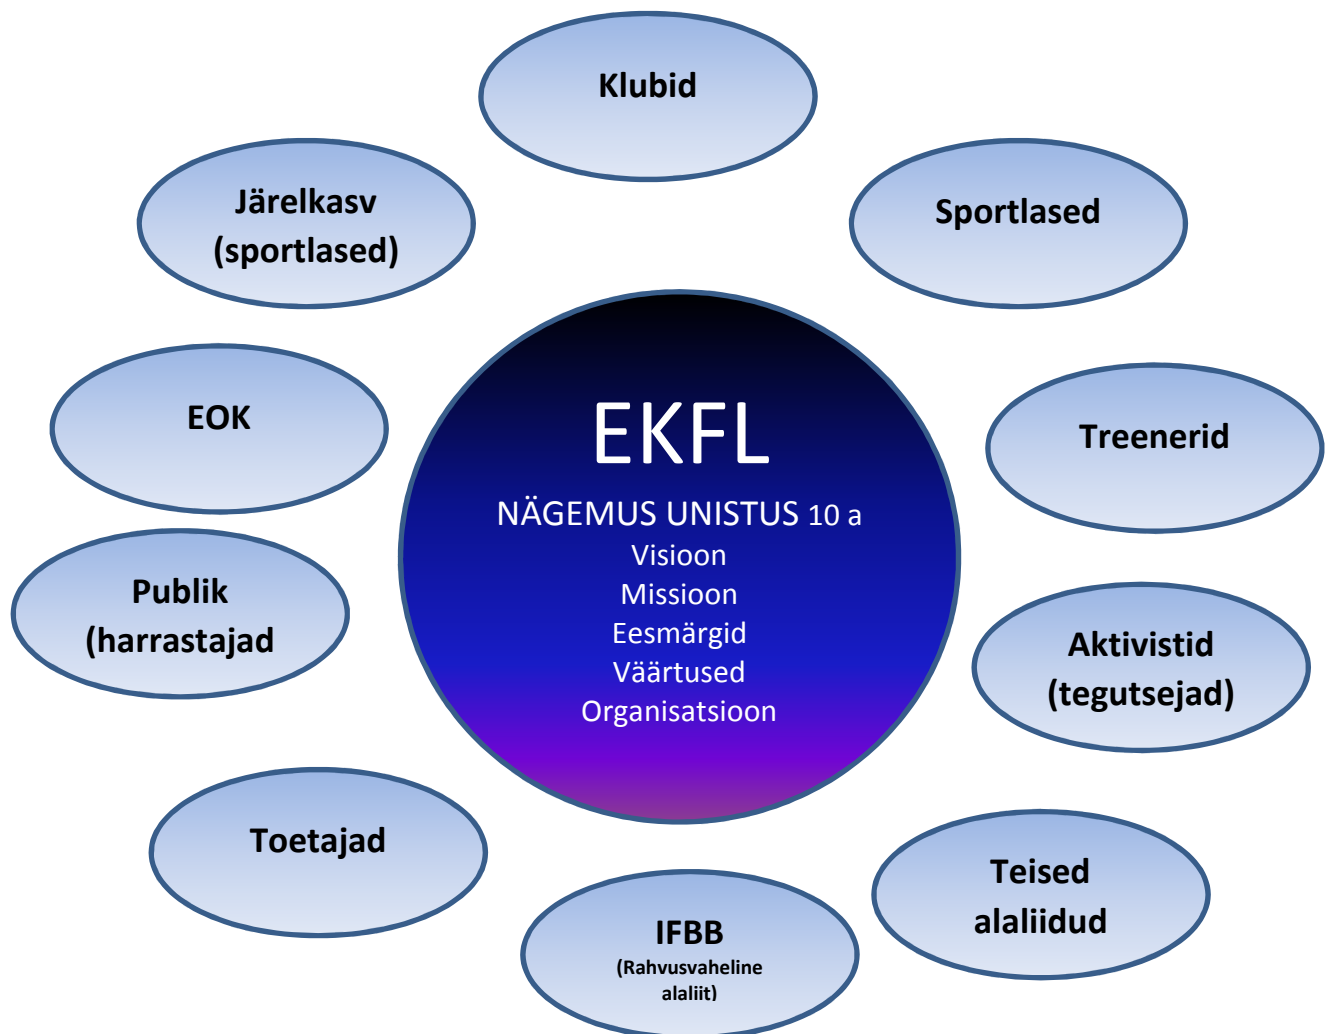 Klubid
Järelkasv
(sportlased)
Sportlased
EOK
EKFL
NÄGEMUS UNISTUS 10 a
Visioon
Missioon
Eesmärgid
Väärtused
Organisatsioon
Treenerid
Publik
(harrastajad
Aktivistid
(tegutsejad)
Toetajad
Teised
alaliidud
IFBB
(Rahvusvaheline
alaliit)